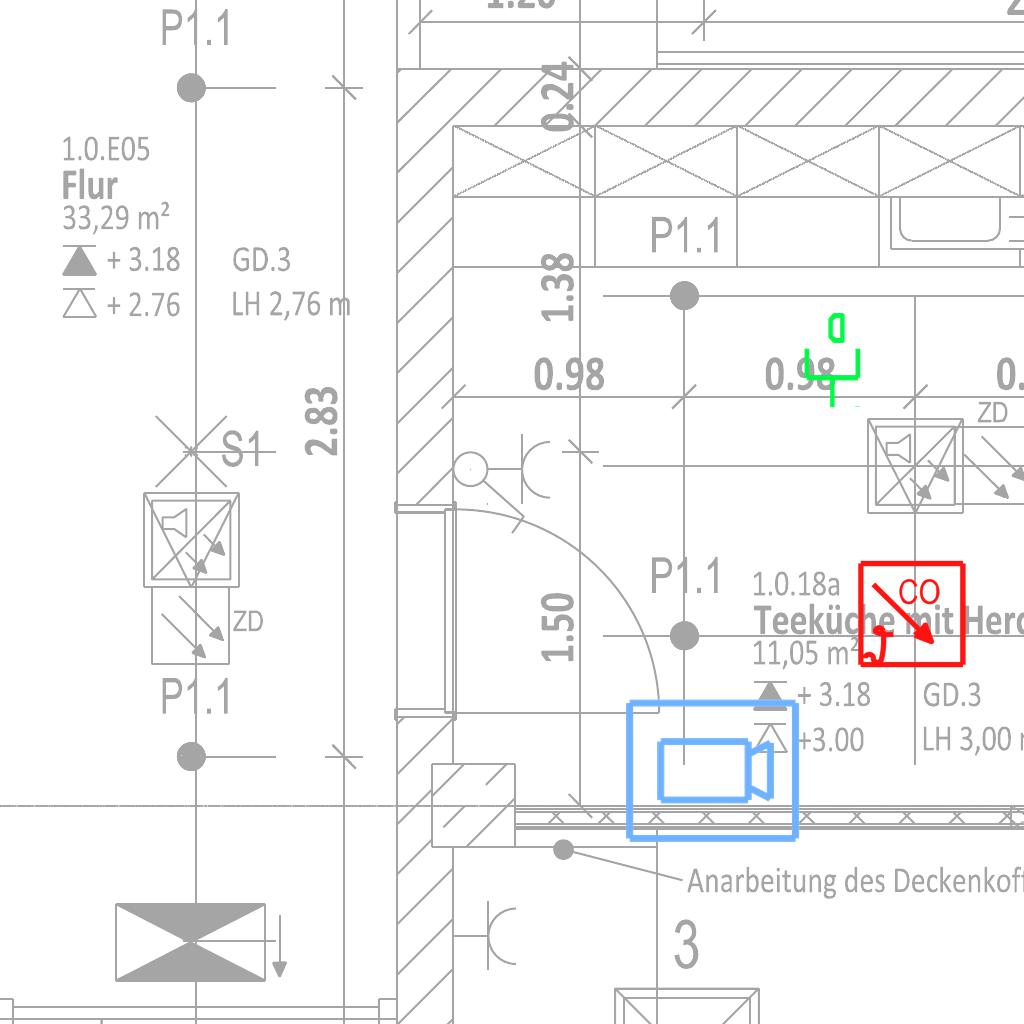 1.20
P1.1
0.24
1.0.E05
Flur
33,29 m²
+ 3.18
GD.3
+ 2.76
LH 2,76 m
P1.1
1.38
0.98
0.98
0.
ZD
S1
2.83
P1.1
1.50
1.0.18a
CO
Teeküche mit Herd
11,05 m²
+ 3.18
GD.3
+3.00
LH 3,00 m
ZD
P1.1
Anarbeitung des Deckenkoff
3